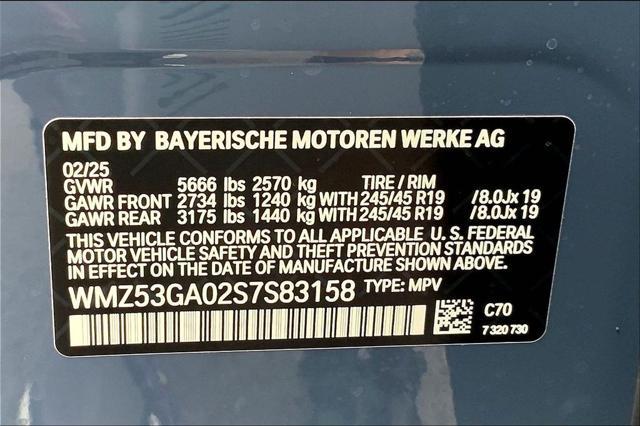 MFD BY BAYERISCHE MOTOREN WERKE AG
02/25
GVWR 5666 lbs 2570 kg TIRE / RIM
GAWR FRONT 2734 lbs 1240 kg WITH 245/45 R19 /8.0Jx 19
GAWR REAR 3175 lbs 1440 kg WITH 245/45 R19 /8.0Jx 19
THIS VEHICLE CONFORMS TO ALL APPLICABLE U. S. FEDERAL
MOTOR VEHICLE SAFETY AND THEFT PREVENTION STANDARDS
IN EFFECT ON THE DATE OF MANUFACTURE SHOWN ABOVE.
WMZ53GA02S7S83158 TYPE: MPV
C70
7 320 730